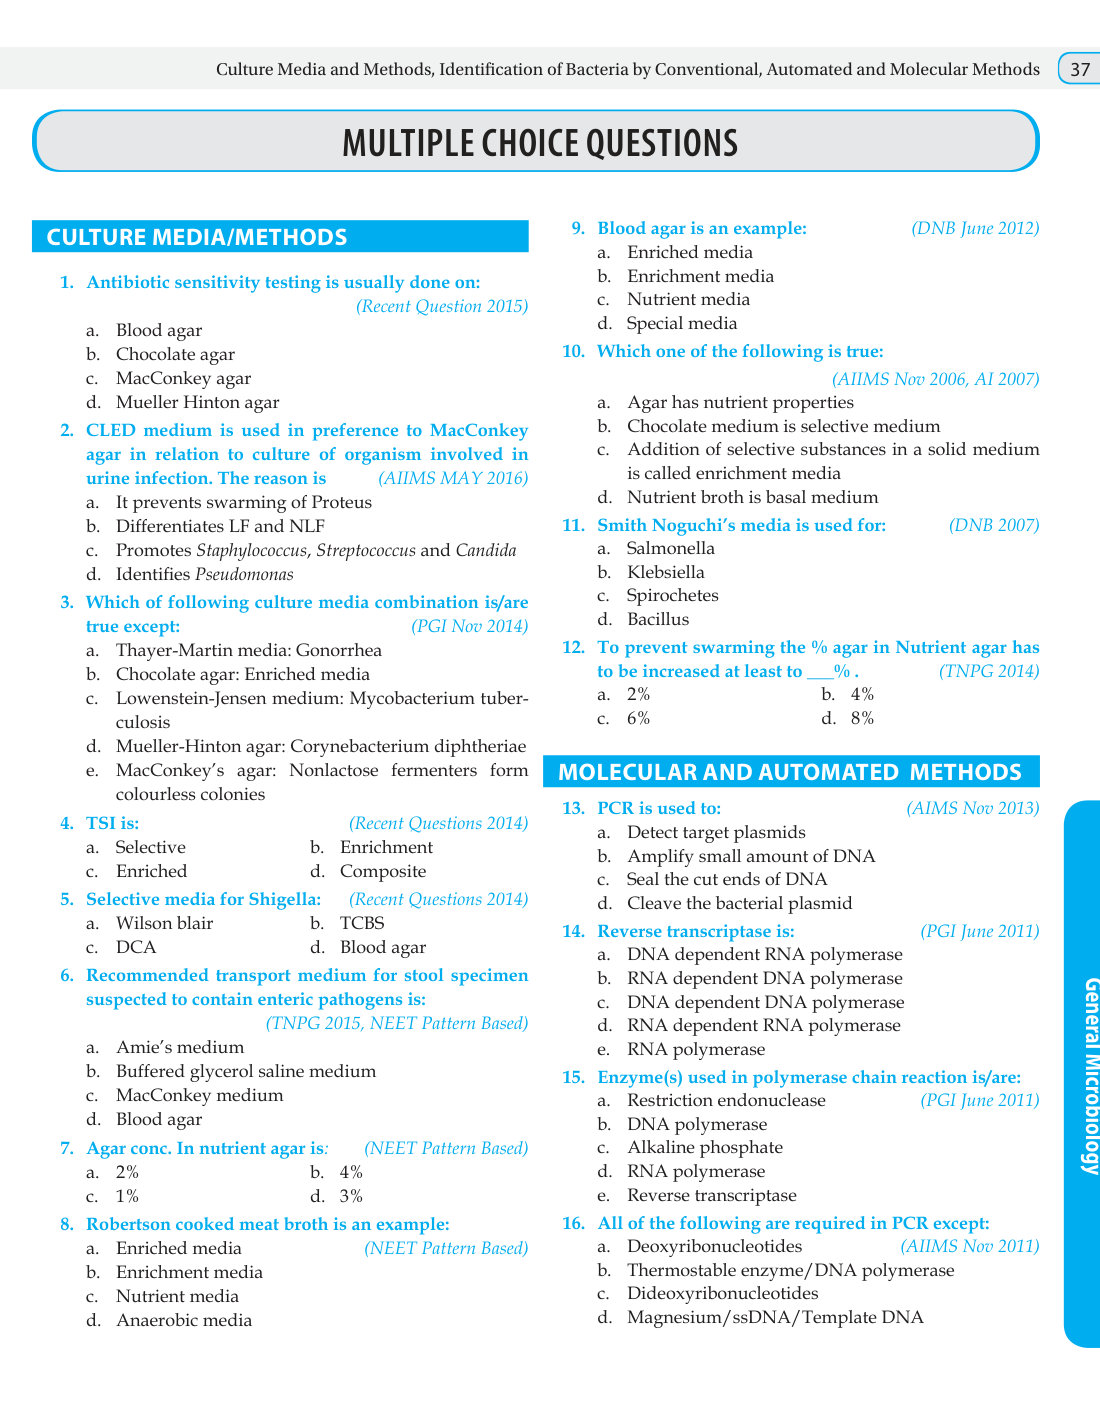 Culture Media and Methods, Identification of Bacteria by Conventional, Automated and Molecular Methods 37
MULTIPLE CHOICE QUESTIONS
CULTURE MEDIA/METHODS
1. Antibiotic sensitivity testing is usually done on:
(Recent Question 2015)
a. Blood agar
b. Chocolate agar
c. MacConkey agar
d. Mueller Hinton agar
2. CLED medium is used in preference to MacConkey
agar in relation to culture of organism involved in
urine infection. The reason is (AIIMS MAY 2016)
a. It prevents swarming of Proteus
b. Differentiates LF and NLF
c. Promotes Staphylococcus, Streptococcus and Candida
d. Identifies Pseudomonas
3. Which of following culture media combination is/are
true except: (PGI Nov 2014)
a. Thayer-Martin media: Gonorrhea
b. Chocolate agar: Enriched media
c. Lowenstein-Jensen medium: Mycobacterium tuber-
culosis
d. Mueller-Hinton agar: Corynebacterium diphtheriae
e. MacConkey's agar: Nonlactose fermenters form
colourless colonies
4. TSI is: (Recent Questions 2014)
a. Selective b. Enrichment
c. Enriched d. Composite
5. Selective media for Shigella: (Recent Questions 2014)
a. Wilson blair b. TCBS
c. DCA d. Blood agar
6. Recommended transport medium for stool specimen
suspected to contain enteric pathogens is:
(TNPG 2015, NEET Pattern Based)
a. Amie's medium
b. Buffered glycerol saline medium
c. MacConkey medium
d. Blood agar
7. Agar conc. In nutrient agar is: (NEET Pattern Based)
a. 2% b. 4%
c. 1% d. 3%
8. Robertson cooked meat broth is an example:
a. Enriched media (NEET Pattern Based)
b. Enrichment media
c. Nutrient media
d. Anaerobic media
9. Blood agar is an example: (DNB June 2012)
a. Enriched media
b. Enrichment media
c. Nutrient media
d. Special media
10. Which one of the following is true:
(AIIMS Nov 2006, AI 2007)
a. Agar has nutrient properties
b. Chocolate medium is selective medium
c. Addition of selective substances in a solid medium
is called enrichment media
d. Nutrient broth is basal medium
11. Smith Noguchi's media is used for: (DNB 2007)
a. Salmonella
b. Klebsiella
c. Spirochetes
d. Bacillus
12. To prevent swarming the % agar in Nutrient agar has
to be increased at least to ___% . (TNPG 2014)
a. 2% b. 4%
c. 6% d. 8%
MOLECULAR AND AUTOMATED METHODS
13. PCR is used to: (AIMS Nov 2013)
a. Detect target plasmids
b. Amplify small amount of DNA
c. Seal the cut ends of DNA
d. Cleave the bacterial plasmid
14. Reverse transcriptase is: (PGI June 2011)
a. DNA dependent RNA polymerase
b. RNA dependent DNA polymerase
c. DNA dependent DNA polymerase
d. RNA dependent RNA polymerase
e. RNA polymerase
15. Enzyme(s) used in polymerase chain reaction is/are:
a. Restriction endonuclease (PGI June 2011)
b. DNA polymerase
c. Alkaline phosphate
d. RNA polymerase
e. Reverse transcriptase
16. All of the following are required in PCR except:
a. Deoxyribonucleotides (AIIMS Nov 2011)
b. Thermostable enzyme/DNA polymerase
c. Dideoxyribonucleotides
d. Magnesium/ssDNA/Template DNA
General Microbiology